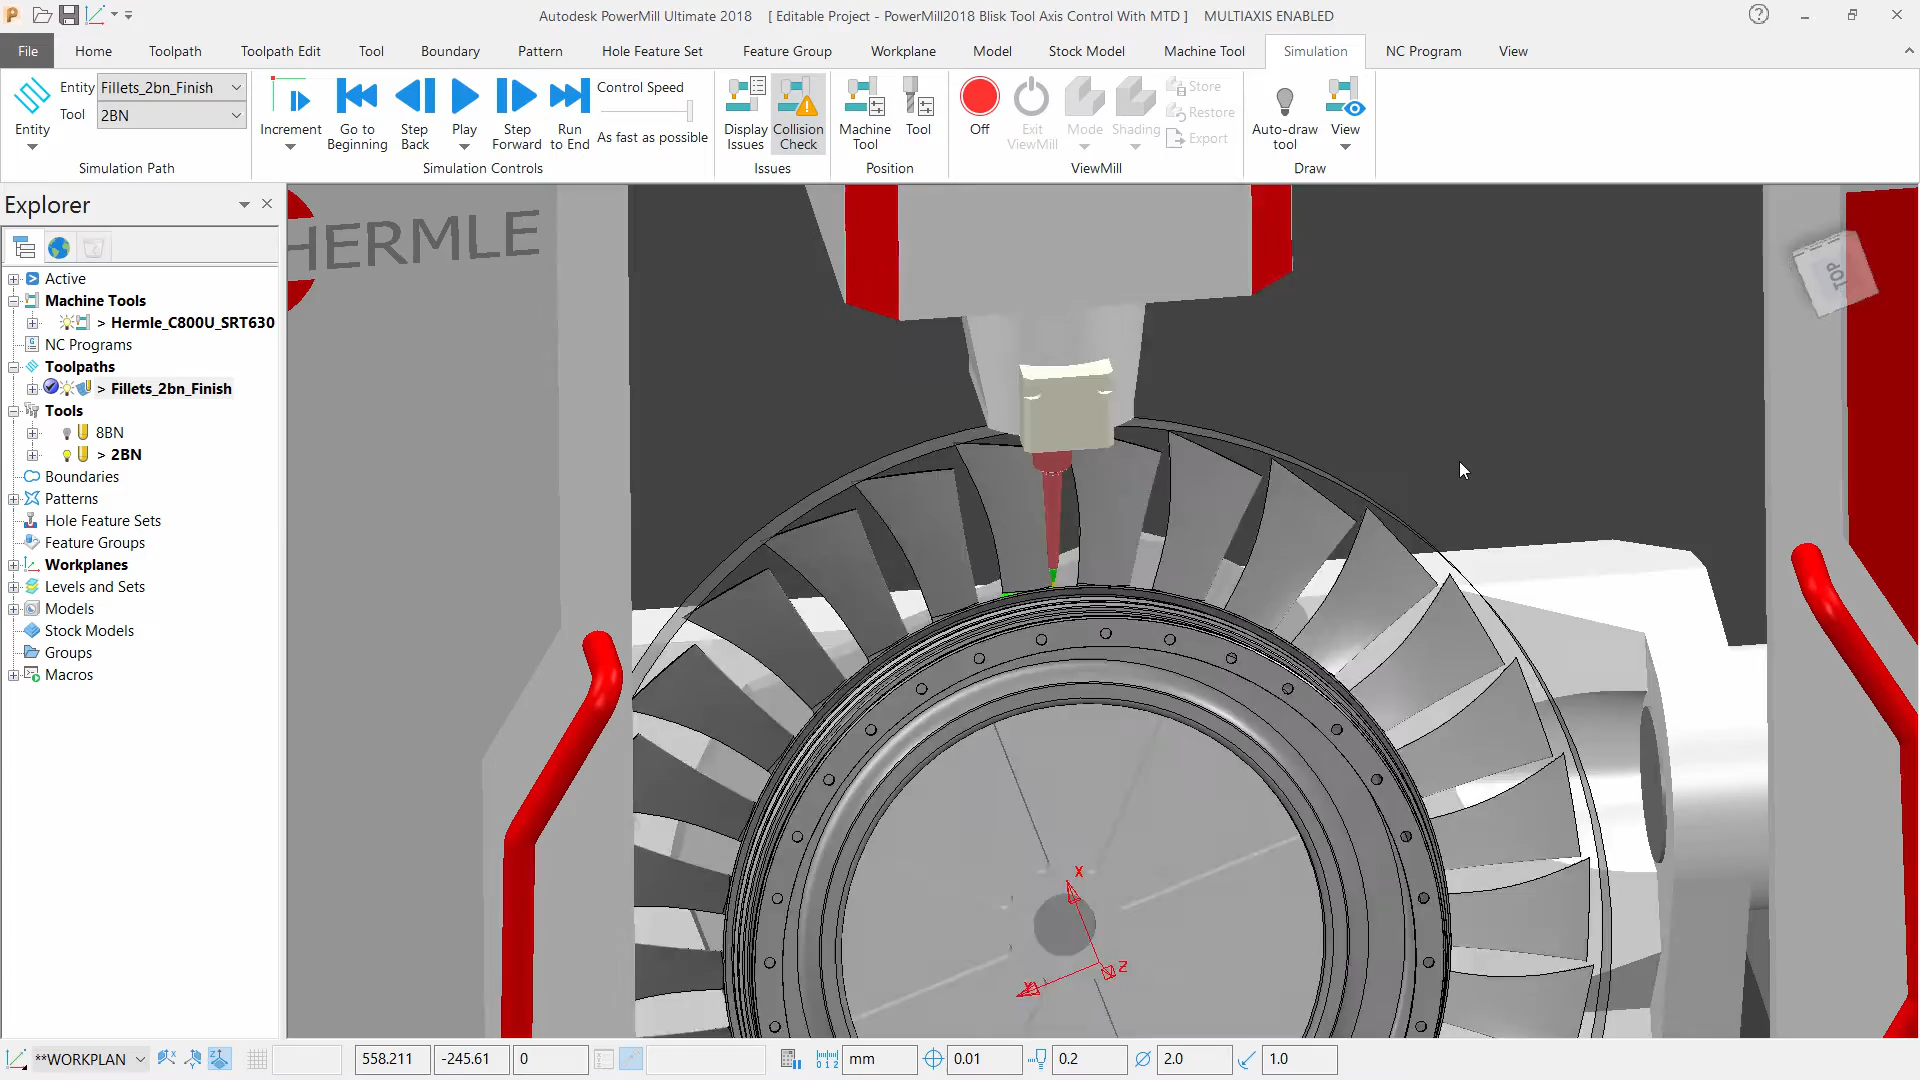 Autodesk PowerMill Ultimate 2018 [ Editable Project - PowerMill2018 Blisk Tool Axis Control With MTD ] MULTIAXIS ENABLED
File Home Toolpath Toolpath Edit Tool Boundary Pattern Hole Feature Set Feature Group Workplane Model Stock Model Machine Tool Simulation NC Program View
Entity
Entity Fillets_2bn_Finish
Tool 2BN
Simulation Path
Increment
Go to Beginning
Step Back
Play
Step Forward
Run to End
Control Speed
As fast as possible
Simulation Controls
Display Issues
Collision Check
Issues
Machine Tool
Tool
Position
Off
Exit ViewMill
Mode
Shading
Store
Restore
Export
ViewMill
Auto-draw tool
View
Draw
Explorer
Active
Machine Tools
> Hermle_C800U_SRT630
NC Programs
Toolpaths
> Fillets_2bn_Finish
Tools
8BN
> 2BN
Boundaries
Patterns
Hole Feature Sets
Feature Groups
Workplanes
Levels and Sets
Models
Stock Models
Groups
Macros
HERMLE
TOP
X
Y
Z
**WORKPLAN 558.211 -245.61 0 mm 0.01 0.2 2.0 1.0